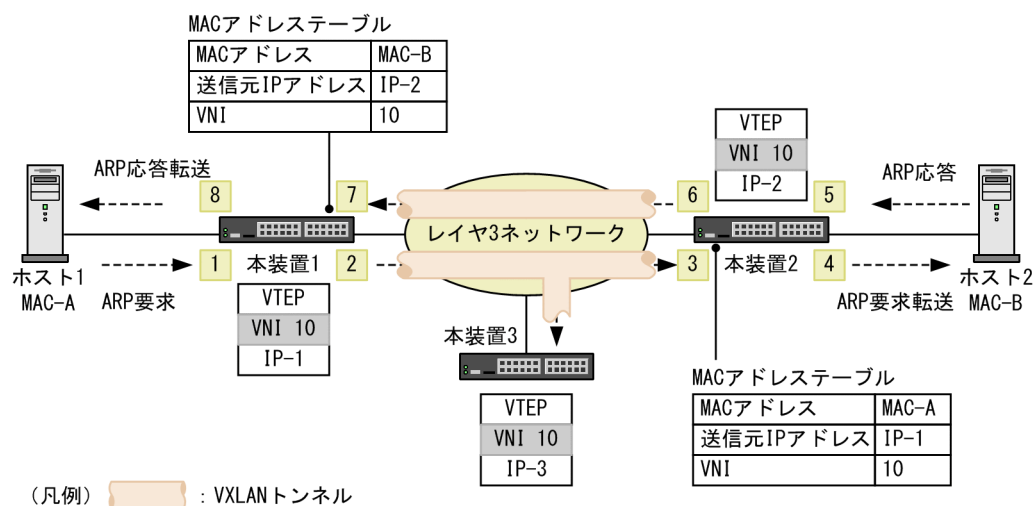 MACアドレステーブル
MACアドレス MAC-B
送信元IPアドレス IP-2
VNI 10
VTEP
VNI 10
IP-2
ARP応答転送
8
7
6
5
ARP応答
レイヤ3ネットワーク
ホスト1
MAC-A
ARP要求
1
本装置1
2
3
本装置2
4
ARP要求転送
ホスト2
MAC-B
VTEP
VNI 10
IP-1
本装置3
VTEP
VNI 10
IP-3
MACアドレステーブル
MACアドレス MAC-A
送信元IPアドレス IP-1
VNI 10
(凡例) : VXLANトンネル